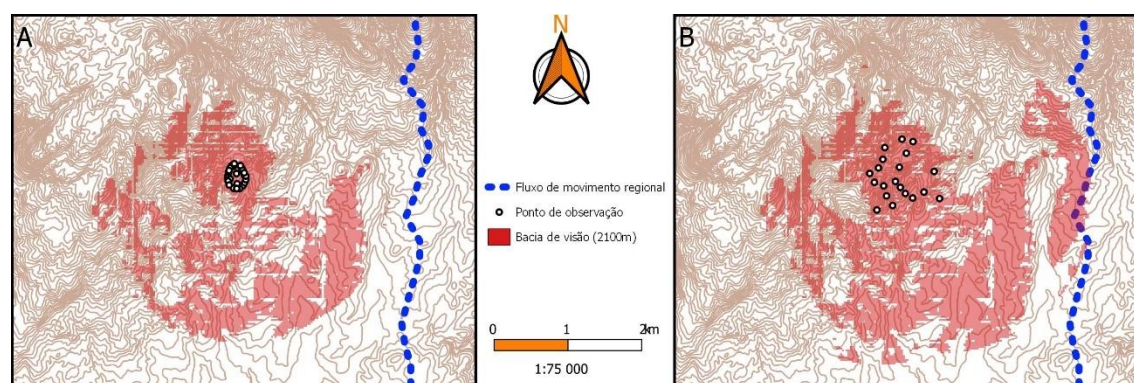 A
N
B
Fluxo de movimento regional
Ponto de observação
Bacia de visão (2100m)
0 1 2km
1:75 000